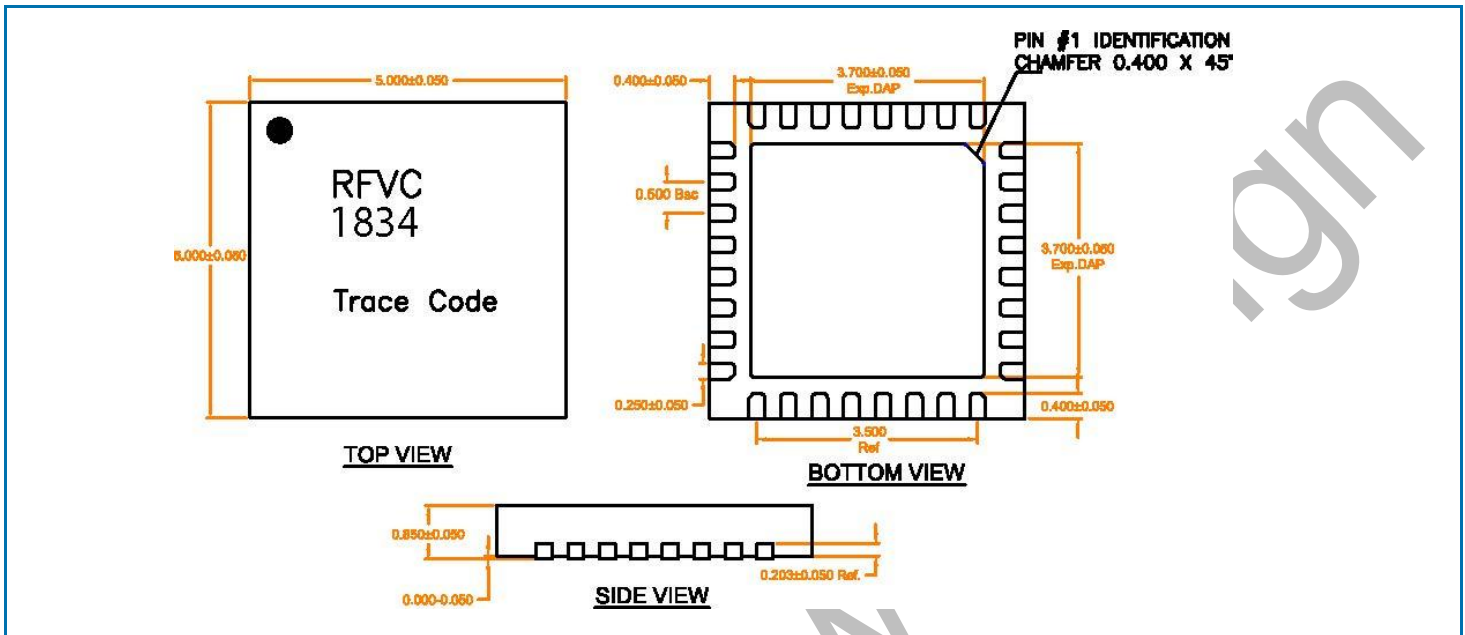 PIN #1 IDENTIFICATION
CHAMFER 0.400 X 45°
5.000±0.050
0.400±0.050
3.700±0.050
Exp.DAP
RFVC
1834
Trace Code
5.000±0.050
0.500 Bsc
3.700±0.050
Exp.DAP
0.250±0.050
0.400±0.050
3.500
Ref
TOP VIEW
BOTTOM VIEW
0.850±0.050
0.203±0.050 Ref.
0.000-0.050
SIDE VIEW